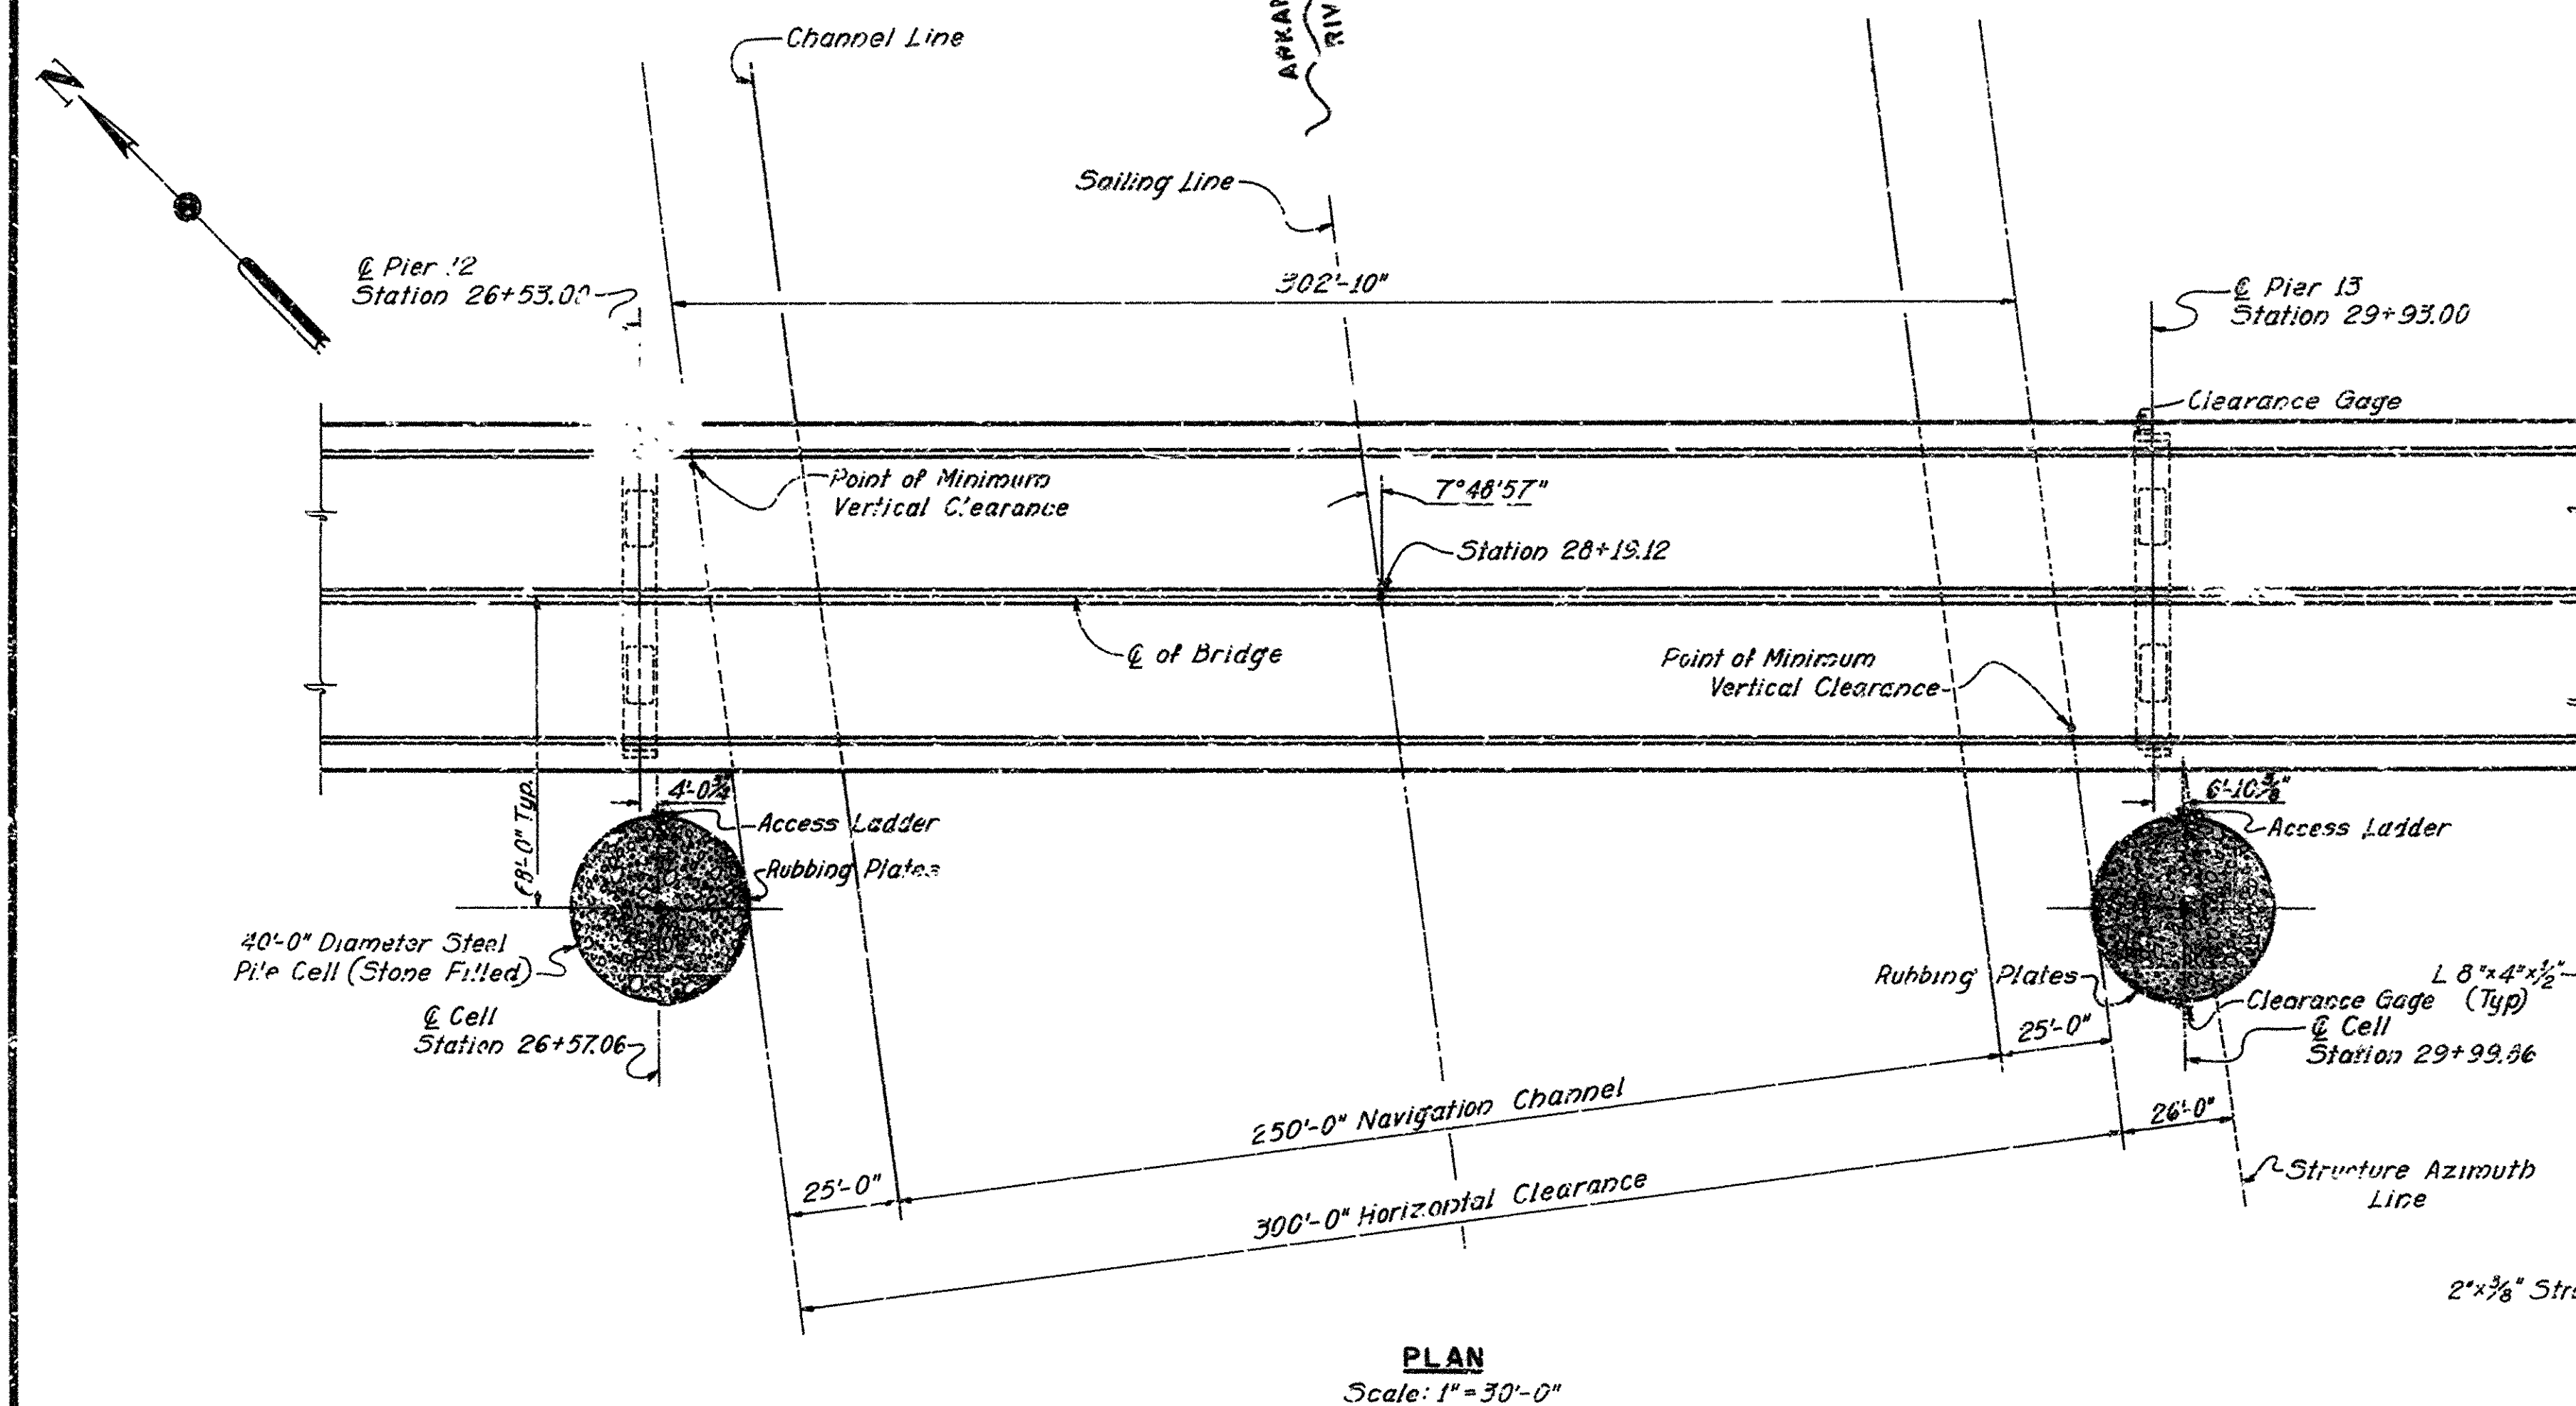 N
Channel Line
Sailing Line
℄ Pier 12
Station 26+53.00
302'-10"
℄ Pier 13
Station 29+93.00
Clearance Gage
Point of Minimum
Vertical Clearance
7°48'57"
Station 28+19.12
℄ of Bridge
Point of Minimum
Vertical Clearance
4'-0¾"
6'-10⅜"
Access Ladder
Access Ladder
68'-0" Typ.
Rubbing Plates
40'-0" Diameter Steel
Pile Cell (Stone Filled)
Rubbing Plates
L 8"x4"x½"
Clearance Gage (Typ)
℄ Cell
Station 26+57.06
℄ Cell
Station 29+99.86
25'-0"
250'-0" Navigation Channel
26'-0"
25'-0"
300'-0" Horizontal Clearance
Structure Azimuth
Line
2"x⅜"
PLAN
Scale: 1"=30'-0"